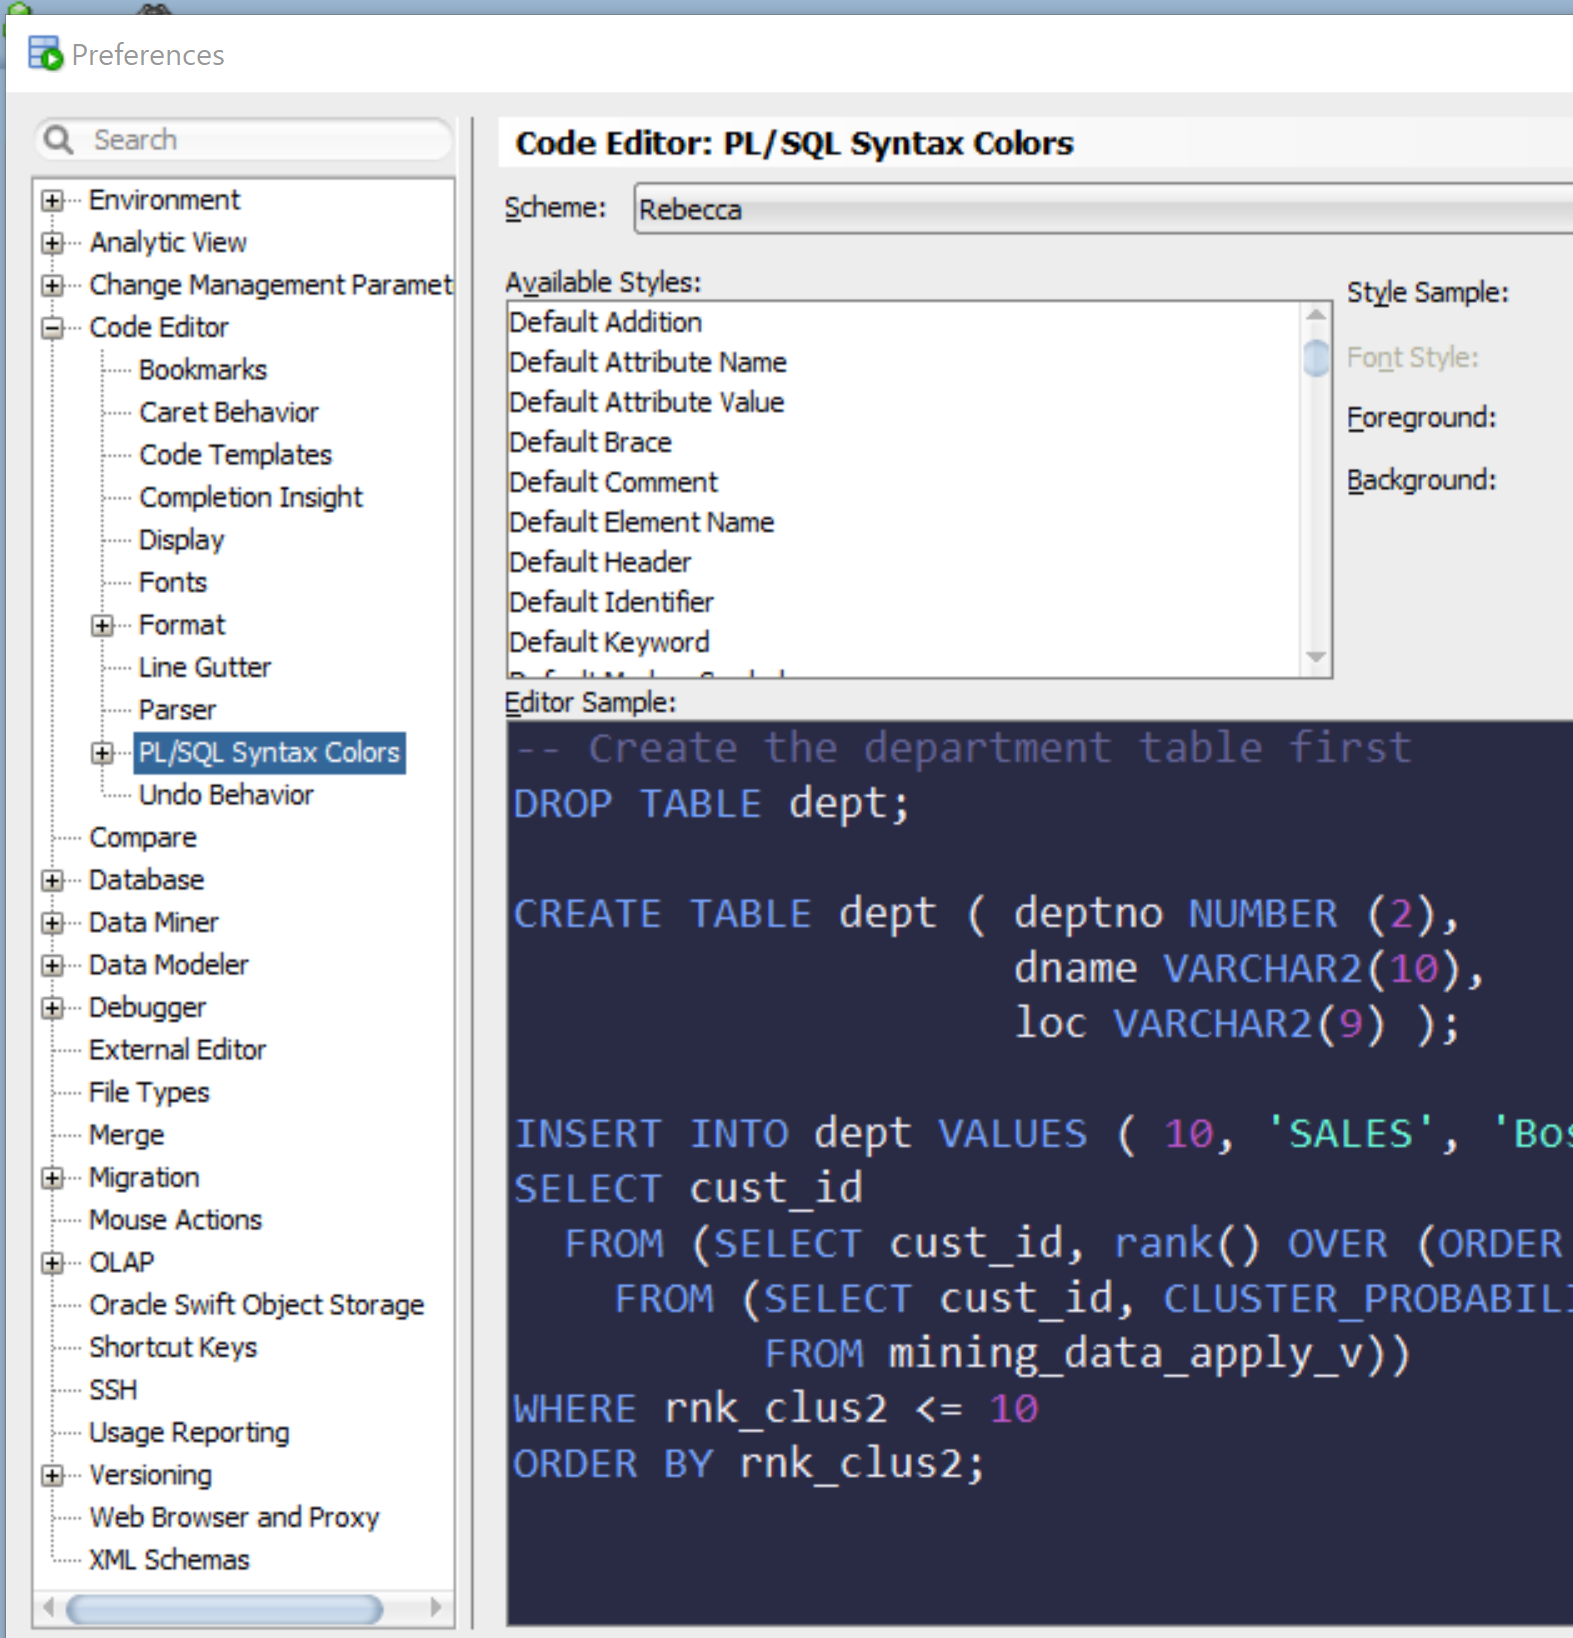 Preferences
Search
Environment
Analytic View
Change Management Paramet
Code Editor
Bookmarks
Caret Behavior
Code Templates
Completion Insight
Display
Fonts
Format
Line Gutter
Parser
PL/SQL Syntax Colors
Undo Behavior
Compare
Database
Data Miner
Data Modeler
Debugger
External Editor
File Types
Merge
Migration
Mouse Actions
OLAP
Oracle Swift Object Storage
Shortcut Keys
SSH
Usage Reporting
Versioning
Web Browser and Proxy
XML Schemas
Code Editor: PL/SQL Syntax Colors
Scheme: Rebecca
Available Styles:
Default Addition
Default Attribute Name
Default Attribute Value
Default Brace
Default Comment
Default Element Name
Default Header
Default Identifier
Default Keyword
Style Sample:
Font Style:
Foreground:
Background:
Editor Sample:
-- Create the department table first
DROP TABLE dept;
CREATE TABLE dept ( deptno NUMBER (2),
dname VARCHAR2(10),
loc VARCHAR2(9) );
INSERT INTO dept VALUES ( 10, 'SALES', 'Bos
SELECT cust_id
FROM (SELECT cust_id, rank() OVER (ORDER
FROM (SELECT cust_id, CLUSTER_PROBABILI
FROM mining_data_apply_v))
WHERE rnk_clus2 <= 10
ORDER BY rnk_clus2;